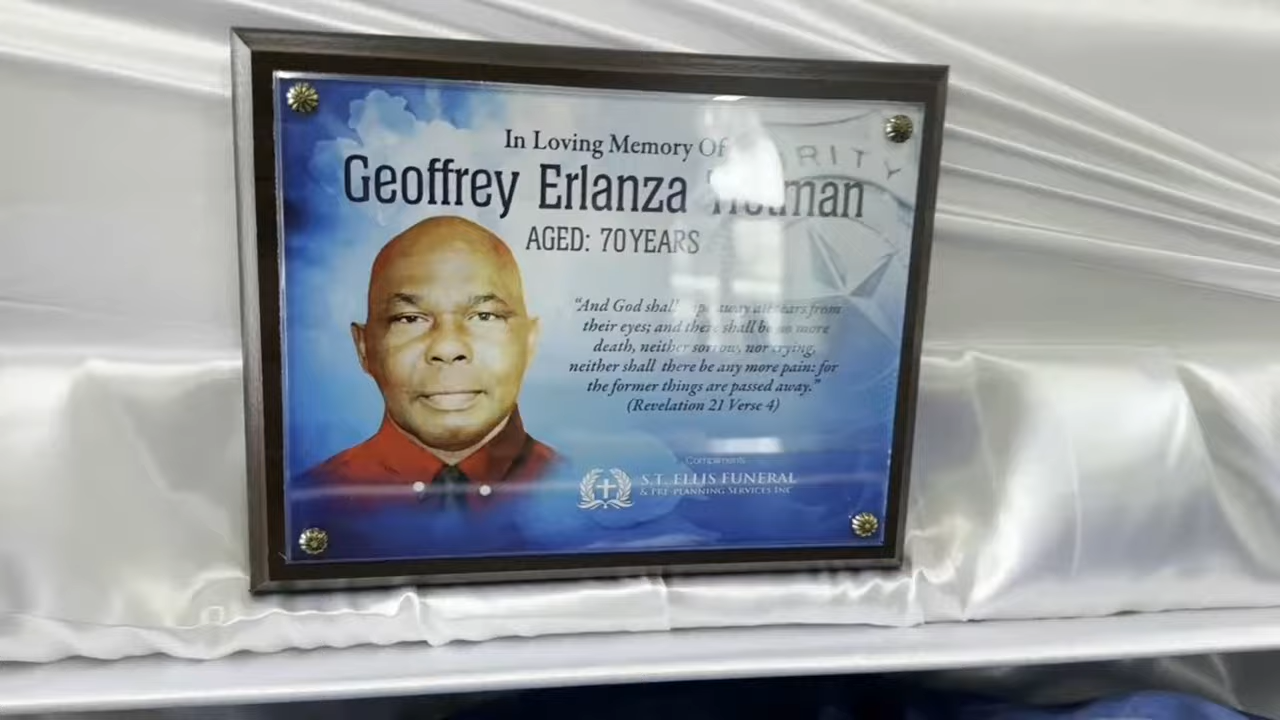 In Loving Memory Of
Geoffrey Erlanza
AGED: 70 YEARS
RITY
“And God shall wipe away all tears from
their eyes; and there shall be no more
death, neither sorrow, nor crying,
neither shall there be any more pain: for
the former things are passed away.”
(Revelation 21 Verse 4)
Compliments
S.T. ELLIS FUNERAL
& PRE-PLANNING SERVICES INC